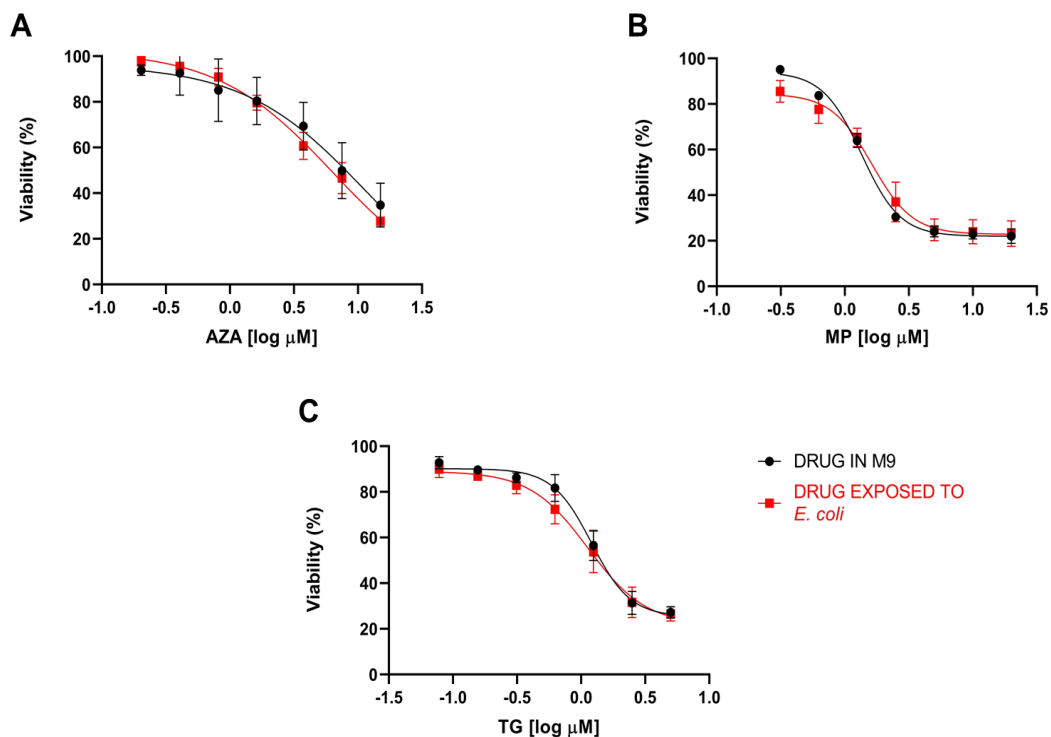 A
100
80
60
40
20
0
Viability (%)
-1.0 -0.5 0.0 0.5 1.0 1.5
AZA [log μM]
B
100
80
60
40
20
0
Viability (%)
-1.0 -0.5 0.0 0.5 1.0 1.5
MP [log μM]
C
100
80
60
40
20
0
Viability (%)
-1.5 -1.0 -0.5 0.0 0.5 1.0
TG [log μM]
DRUG IN M9
DRUG EXPOSED TO
E. coli